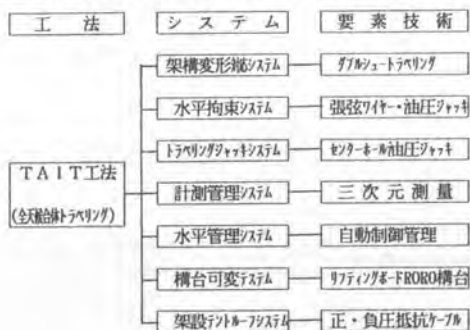 工法 システム 要素技術
架構変形縦システム ダブルシュートラベリング
水平拘束システム 張弦ワイヤー・油圧ジャッキ
トラベリングジャッキシステム センターホール油圧ジャッキ
TAIT工法
(全天候合体トラベリング)
計測管理システム 三次元測量
水平管理システム 自動制御管理
構台可変テステム リフティングボードRORO構台
架設テントルーフシステム 正・負圧抵抗ケーブル